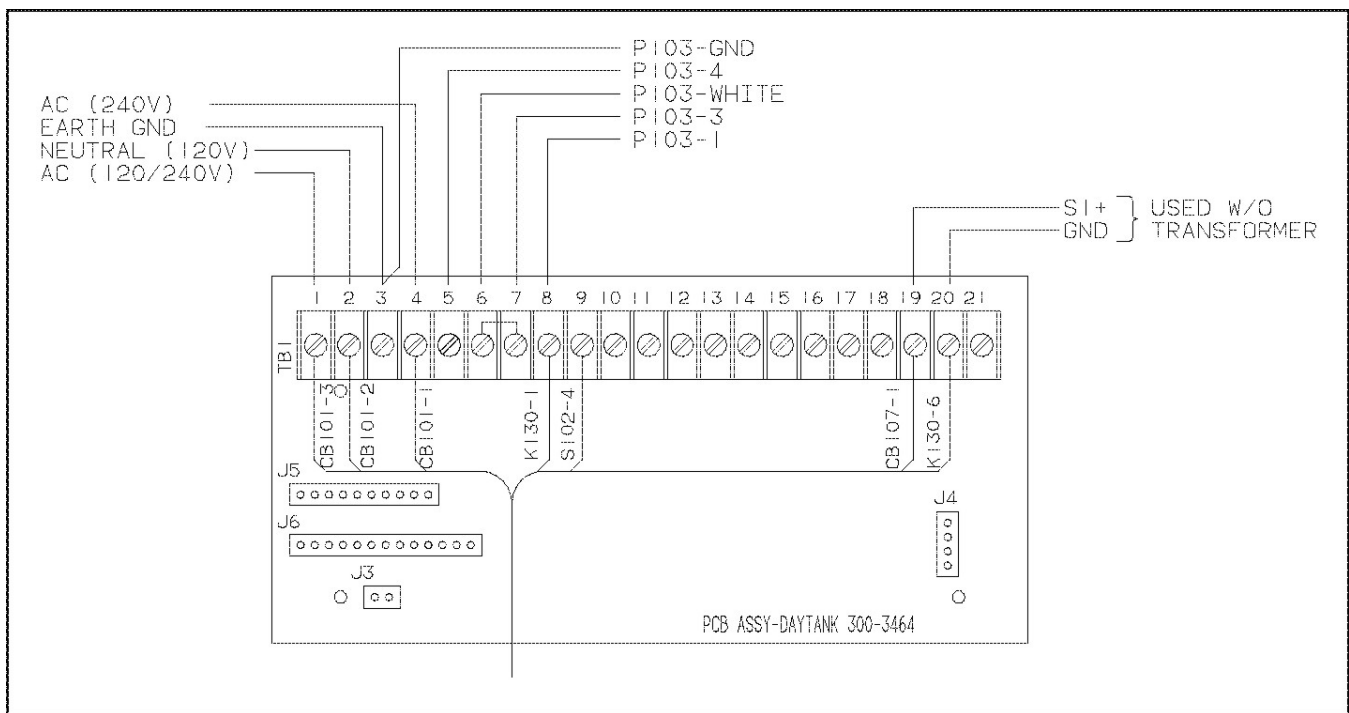 P103-GND
P103-4
P103-WHITE
P103-3
P103-1
AC (240V)
EARTH GND
NEUTRAL (120V)
AC (120/240V)
S1+
GND
USED W/O
TRANSFORMER
1 2 3 4 5 6 7 8 9 10 11 12 13 14 15 16 17 18 19 20 21
TB1
CB101-3
CB101-2
CB101-1
K130-1
S102-4
CB107-1
K130-6
J5
J6
J3
J4
PCB ASSY-DAYTANK 300-3464